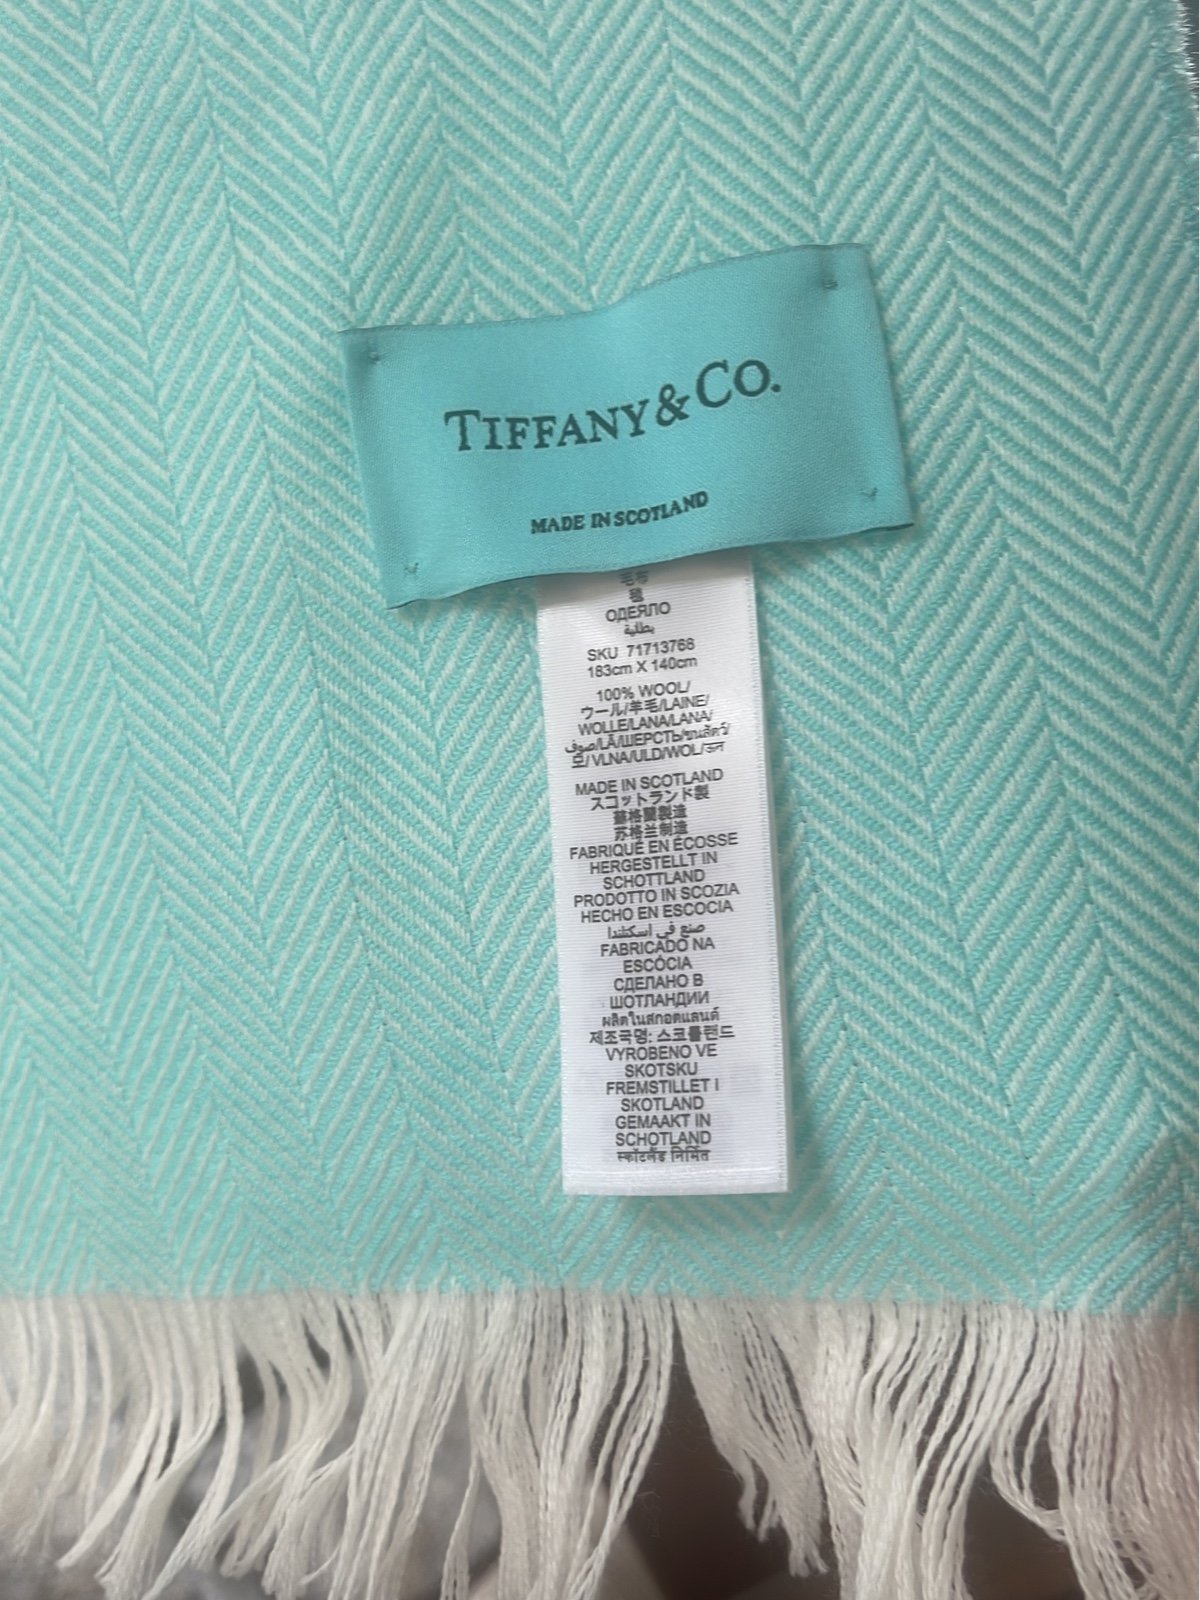 TIFFANY & CO.
MADE IN SCOTLAND
毛布
毯
ОДЕЯЛО
بطانية
SKU 71713768
183cm X 140cm
100% WOOL/
ウール/羊毛/LAINE/
WOLLE/LANA/LANA/
صوف/LÃ/ШЕРСТЬ/ขนสัตว์/
모/ VLNA/ULD/WOL/ऊन
MADE IN SCOTLAND
スコットランド製
蘇格蘭製造
苏格兰制造
FABRIQUÉ EN ÉCOSSE
HERGESTELLT IN
SCHOTTLAND
PRODOTTO IN SCOZIA
HECHO EN ESCOCIA
صنع في اسكتلندا
FABRICADO NA
ESCÓCIA
СДЕЛАНО В
ШОТЛАНДИИ
ผลิตในสกอตแลนด์
제조국명: 스코틀랜드
VYROBENO VE
SKOTSKU
FREMSTILLET I
SKOTLAND
GEMAAKT IN
SCHOTLAND
स्कॉटलैंड निर्मित